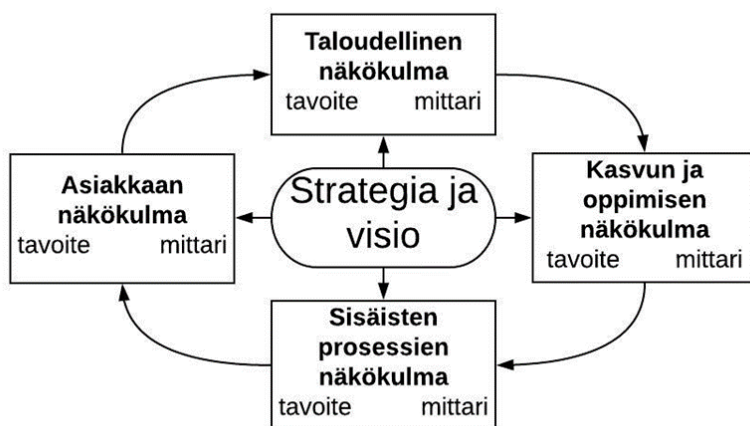 Taloudellinen
näkökulma
tavoite mittari
Asiakkaan
näkökulma
tavoite mittari
Strategia ja
visio
Kasvun ja
oppimisen
näkökulma
tavoite mittari
Sisäisten
prosessien
näkökulma
tavoite mittari